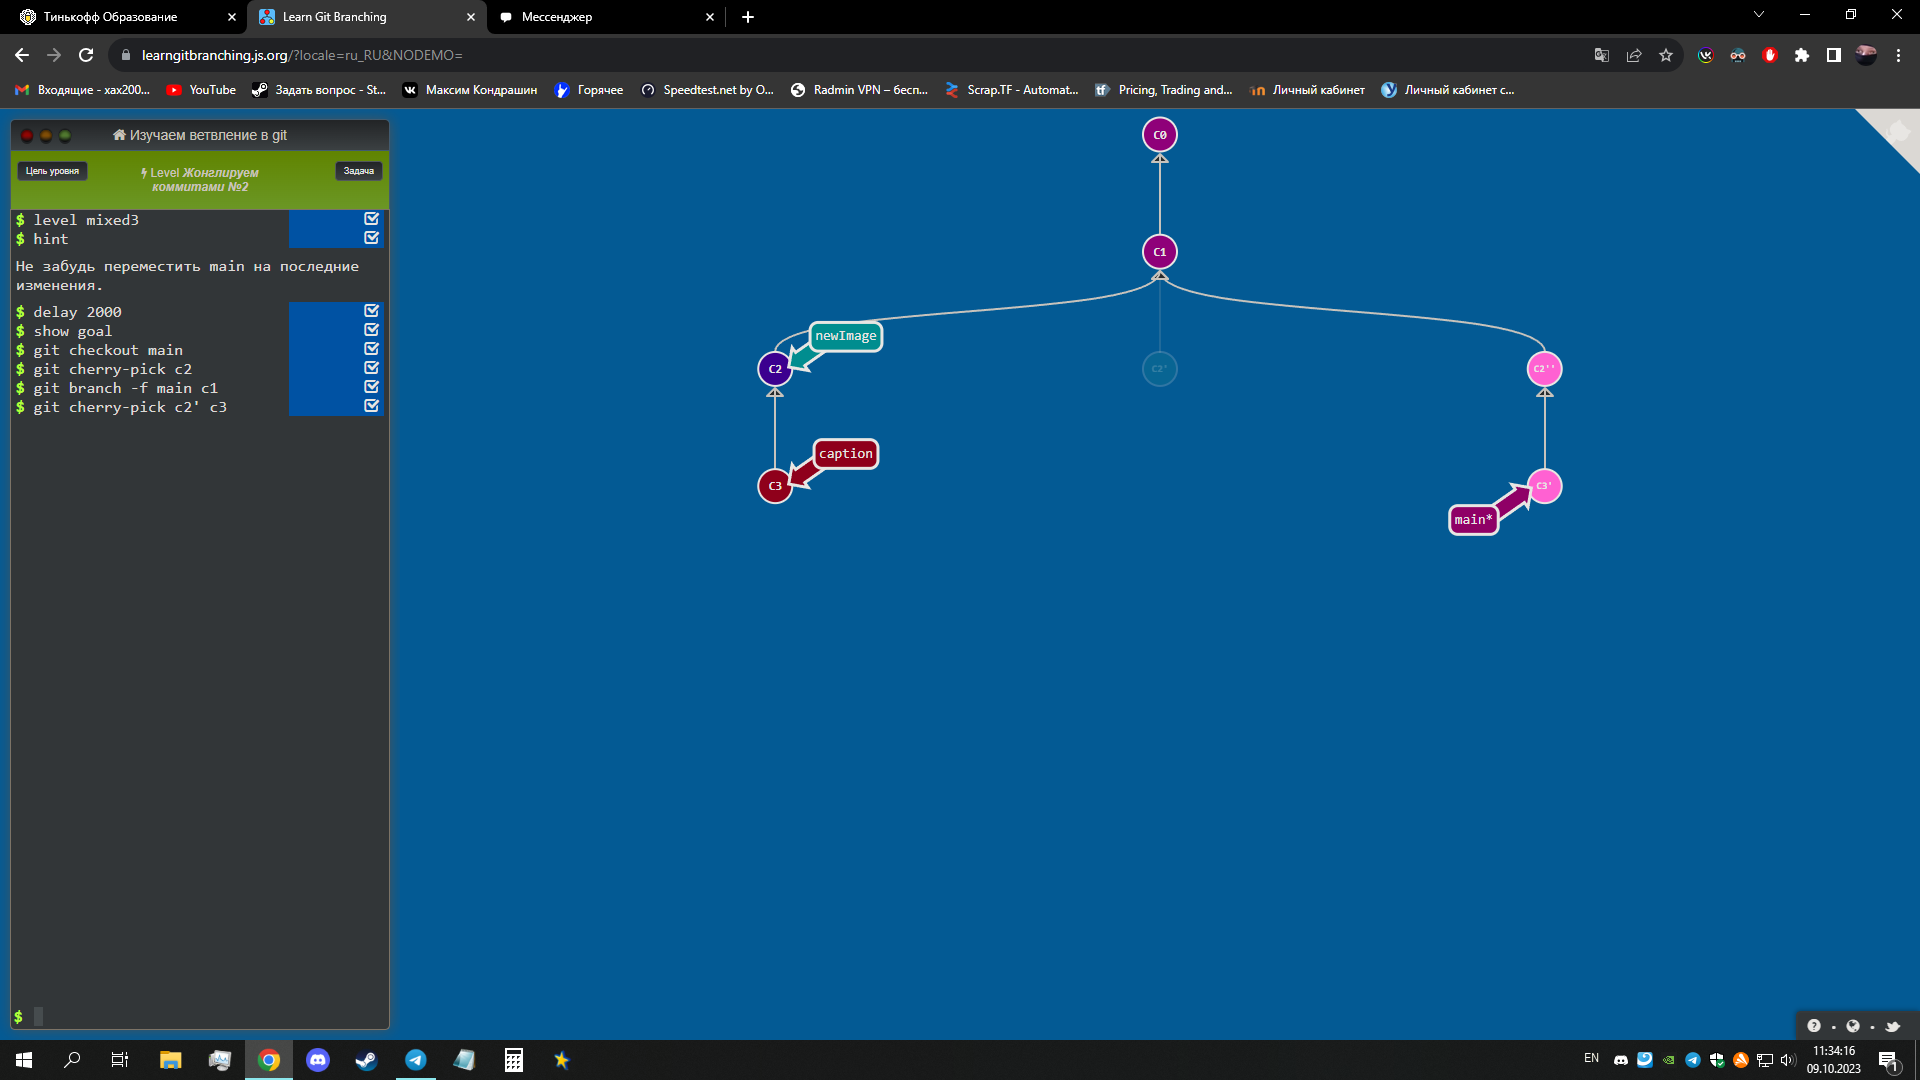 Тинькофф Образование
Learn Git Branching
Мессенджер
learngitbranching.js.org/?locale=ru_RU&NODEMO=
Входящие - xax200...
YouTube
Задать вопрос - St...
Максим Кондрашин
Горячее
Speedtest.net by O...
Radmin VPN – бесп...
Scrap.TF - Automat...
Pricing, Trading and...
Личный кабинет
Личный кабинет с...
Изучаем ветвление в git
Цель уровня
Level Жонглируем
коммитами №2
Задача
$ level mixed3
$ hint
Не забудь переместить main на последние
изменения.
$ delay 2000
$ show goal
$ git checkout main
$ git cherry-pick c2
$ git branch -f main c1
$ git cherry-pick c2' c3
$
C0
C1
newImage
C2
C2'
C2''
caption
C3
C3'
main*
EN
11:34:16
09.10.2023
1